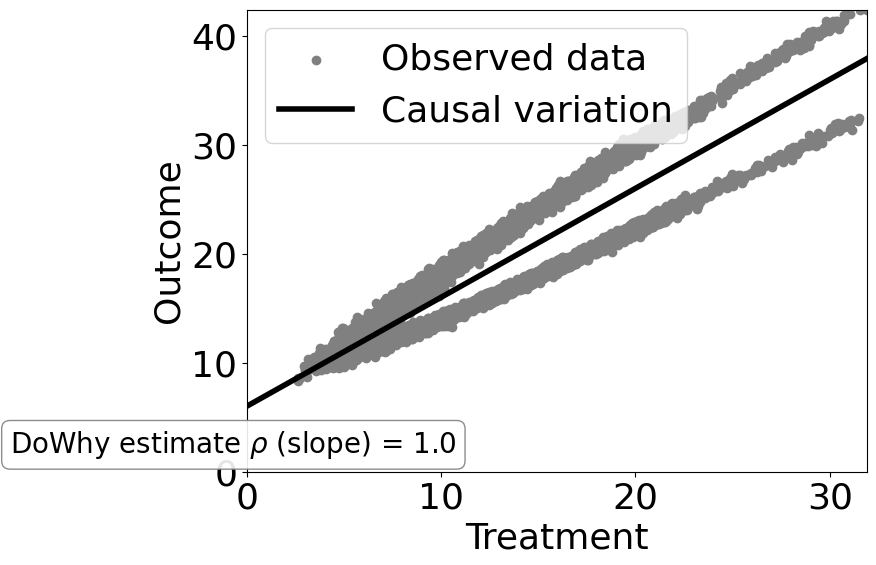 40
30
20
10
0
Observed data
Causal variation
Outcome
DoWhy estimate ρ (slope) = 1.0
0 10 20 30
Treatment